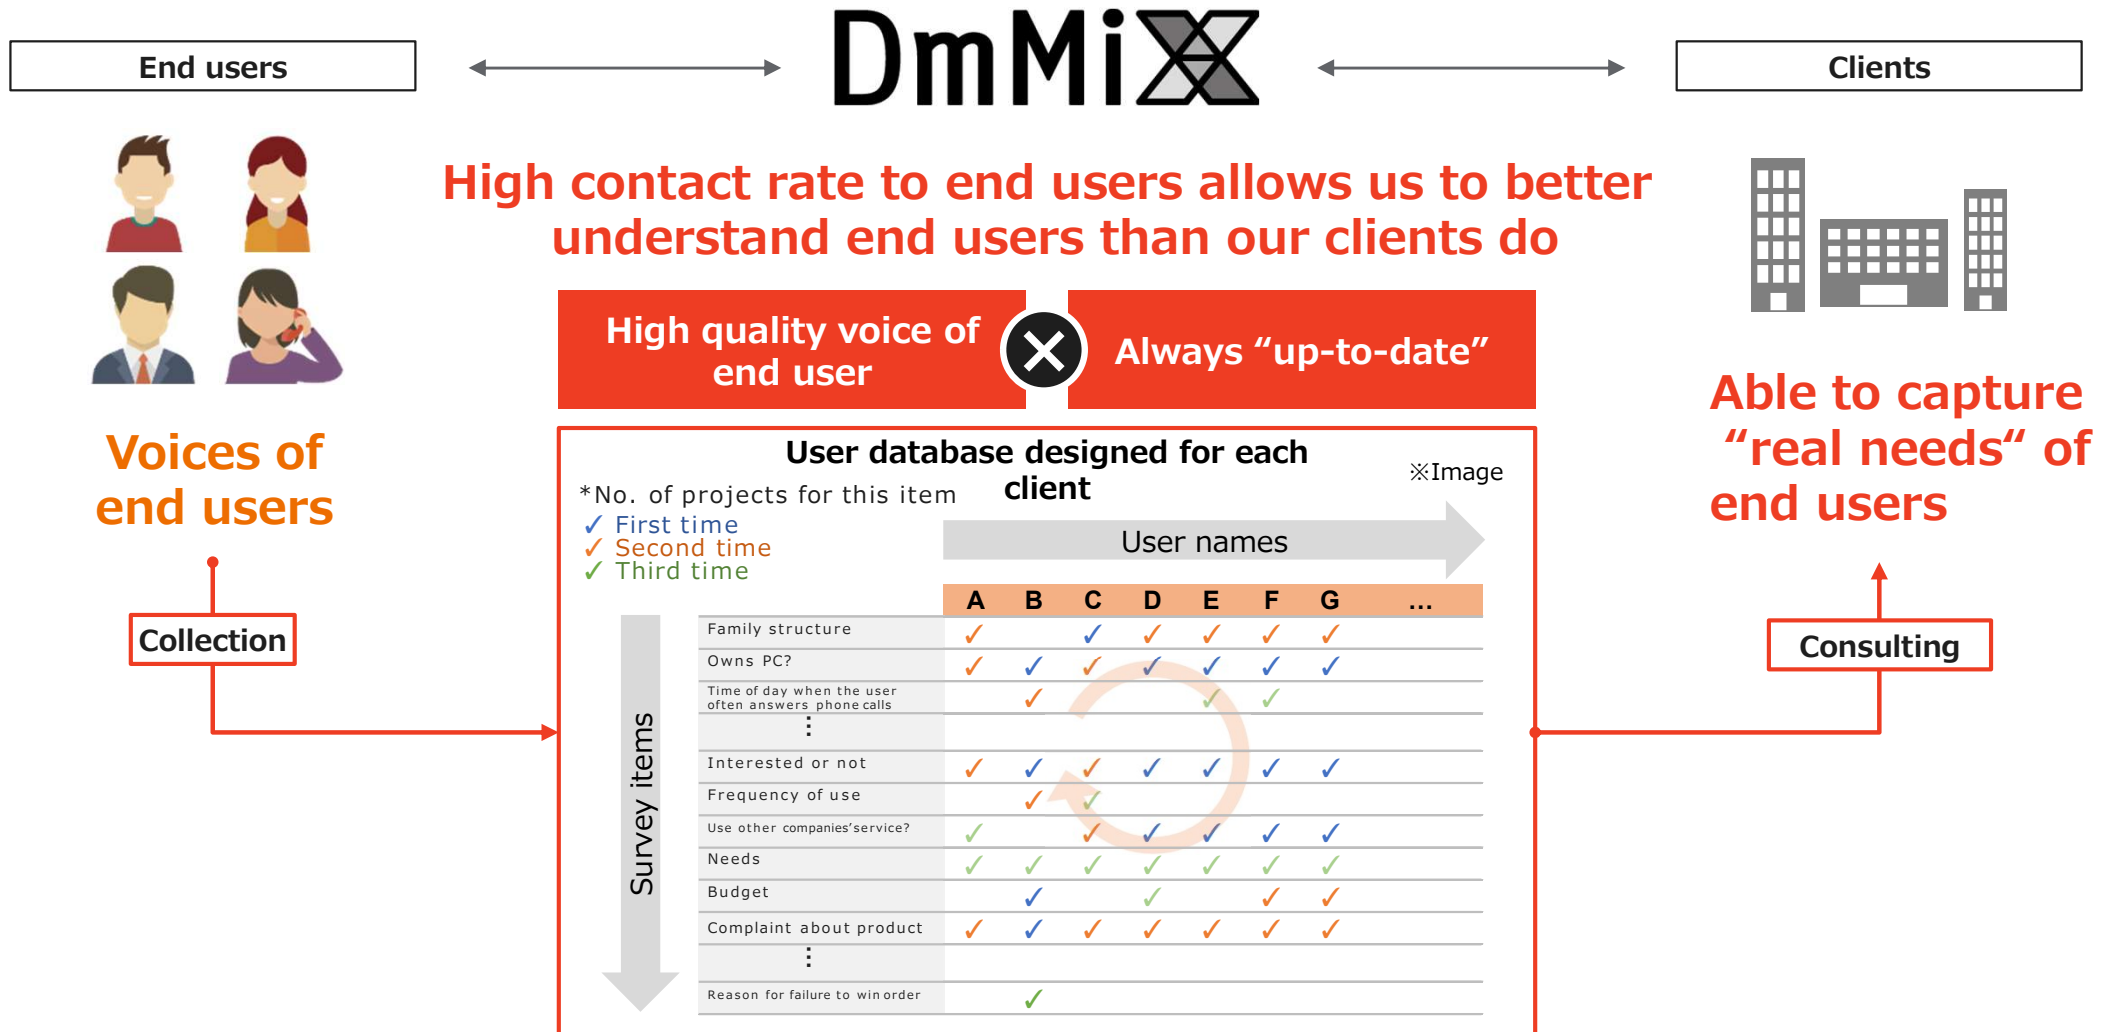 DmMiX
End users
Clients
High contact rate to end users allows us to better
understand end users than our clients do
High quality voice of
end user
Always “up-to-date”
Voices of
end users
Able to capture
“real needs“ of
end users
Collection
Consulting
User database designed for each
client
※Image
*No. of projects for this item
✓ First time
✓ Second time
✓ Third time
User names
A B C D E F G …
Survey items
Family structure ✓ ✓ ✓ ✓ ✓ ✓
Owns PC? ✓ ✓ ✓ ✓ ✓ ✓ ✓
Time of day when the user
often answers phone calls ✓ ✓ ✓
⋮
Interested or not ✓ ✓ ✓ ✓ ✓ ✓ ✓
Frequency of use ✓ ✓
Use other companies’service? ✓ ✓ ✓ ✓ ✓ ✓
Needs ✓ ✓ ✓ ✓ ✓ ✓ ✓
Budget ✓ ✓ ✓ ✓
Complaint about product ✓ ✓ ✓ ✓ ✓ ✓ ✓
⋮
Reason for failure to win order ✓